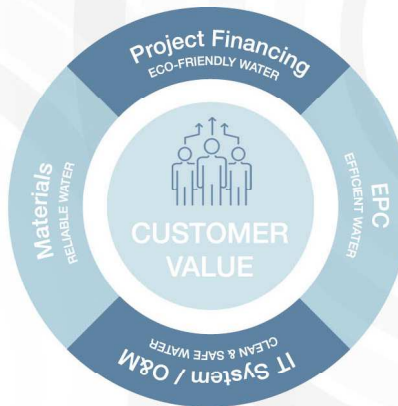 Project Financing
ECO-FRIENDLY WATER
EPC
EFFICIENT WATER
IT System / O&M
CLEAN & SAFE WATER
Materials
RELIABLE WATER
CUSTOMER
VALUE